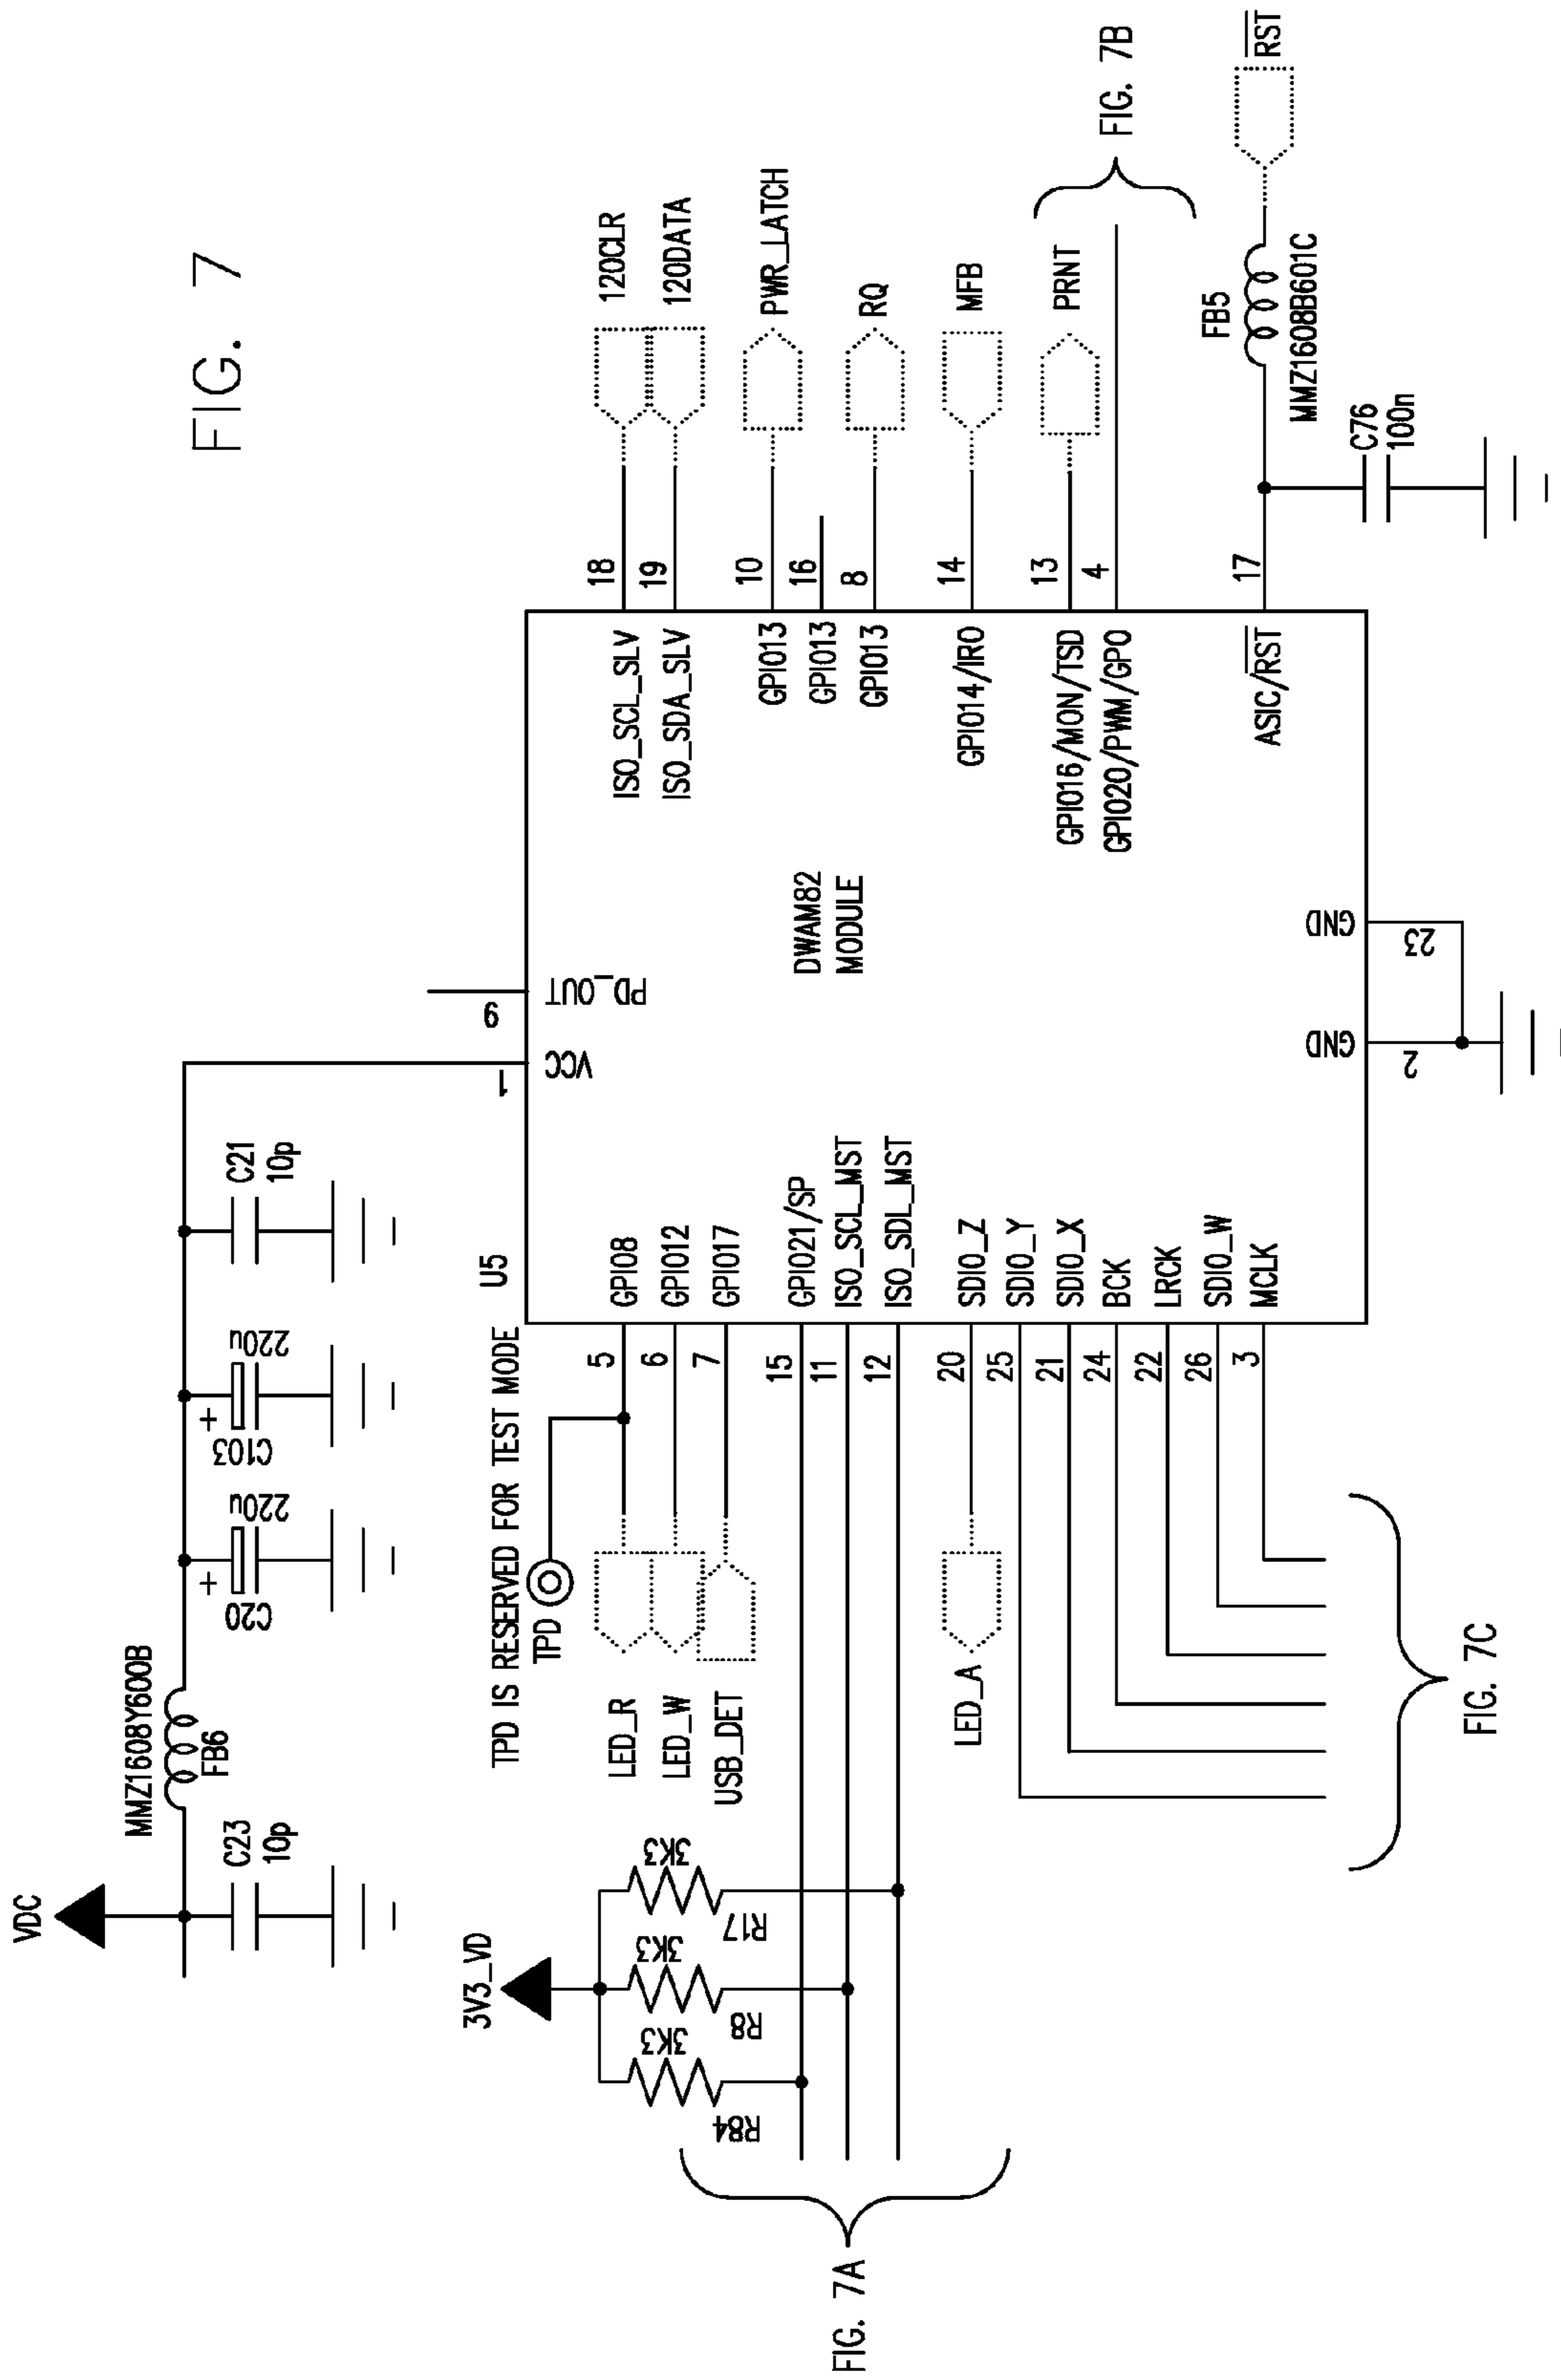 FIG. 7
VDC
MMZ1608Y600B
FB6
C23
10p
C20
220u
+
C103
220u
+
C21
10p
3V3_VD
R84
3K3
R8
3K3
R17
3K3
TPD IS RESERVED FOR TEST MODE
TPD
U5
DWAM82
MODULE
1
VCC
9
PD_OUT
LED_R
5
GPIO8
LED_W
6
GPIO12
USB_DET
7
GPIO17
15
GPIO21/SP
11
ISO_SCL_MST
12
ISO_SDL_MST
FIG. 7A
LED_A
20
SDIO_Z
25
SDIO_Y
21
SDIO_X
24
BCK
22
LRCK
26
SDIO_W
3
MCLK
FIG. 7C
ISO_SCL_SLV
18
120CLR
ISO_SDA_SLV
19
120DATA
GPIO13
10
PWR_LATCH
GPIO13
16
GPIO13
8
RQ
GPIO14/IRO
14
MFB
GPIO16/MON/TSD
13
PRNT
GPIO20/PWM/GPO
4
FIG. 7B
ASIC/RST
17
FB5
MMZ1608B601C
RST
C76
100n
GND
2
GND
23